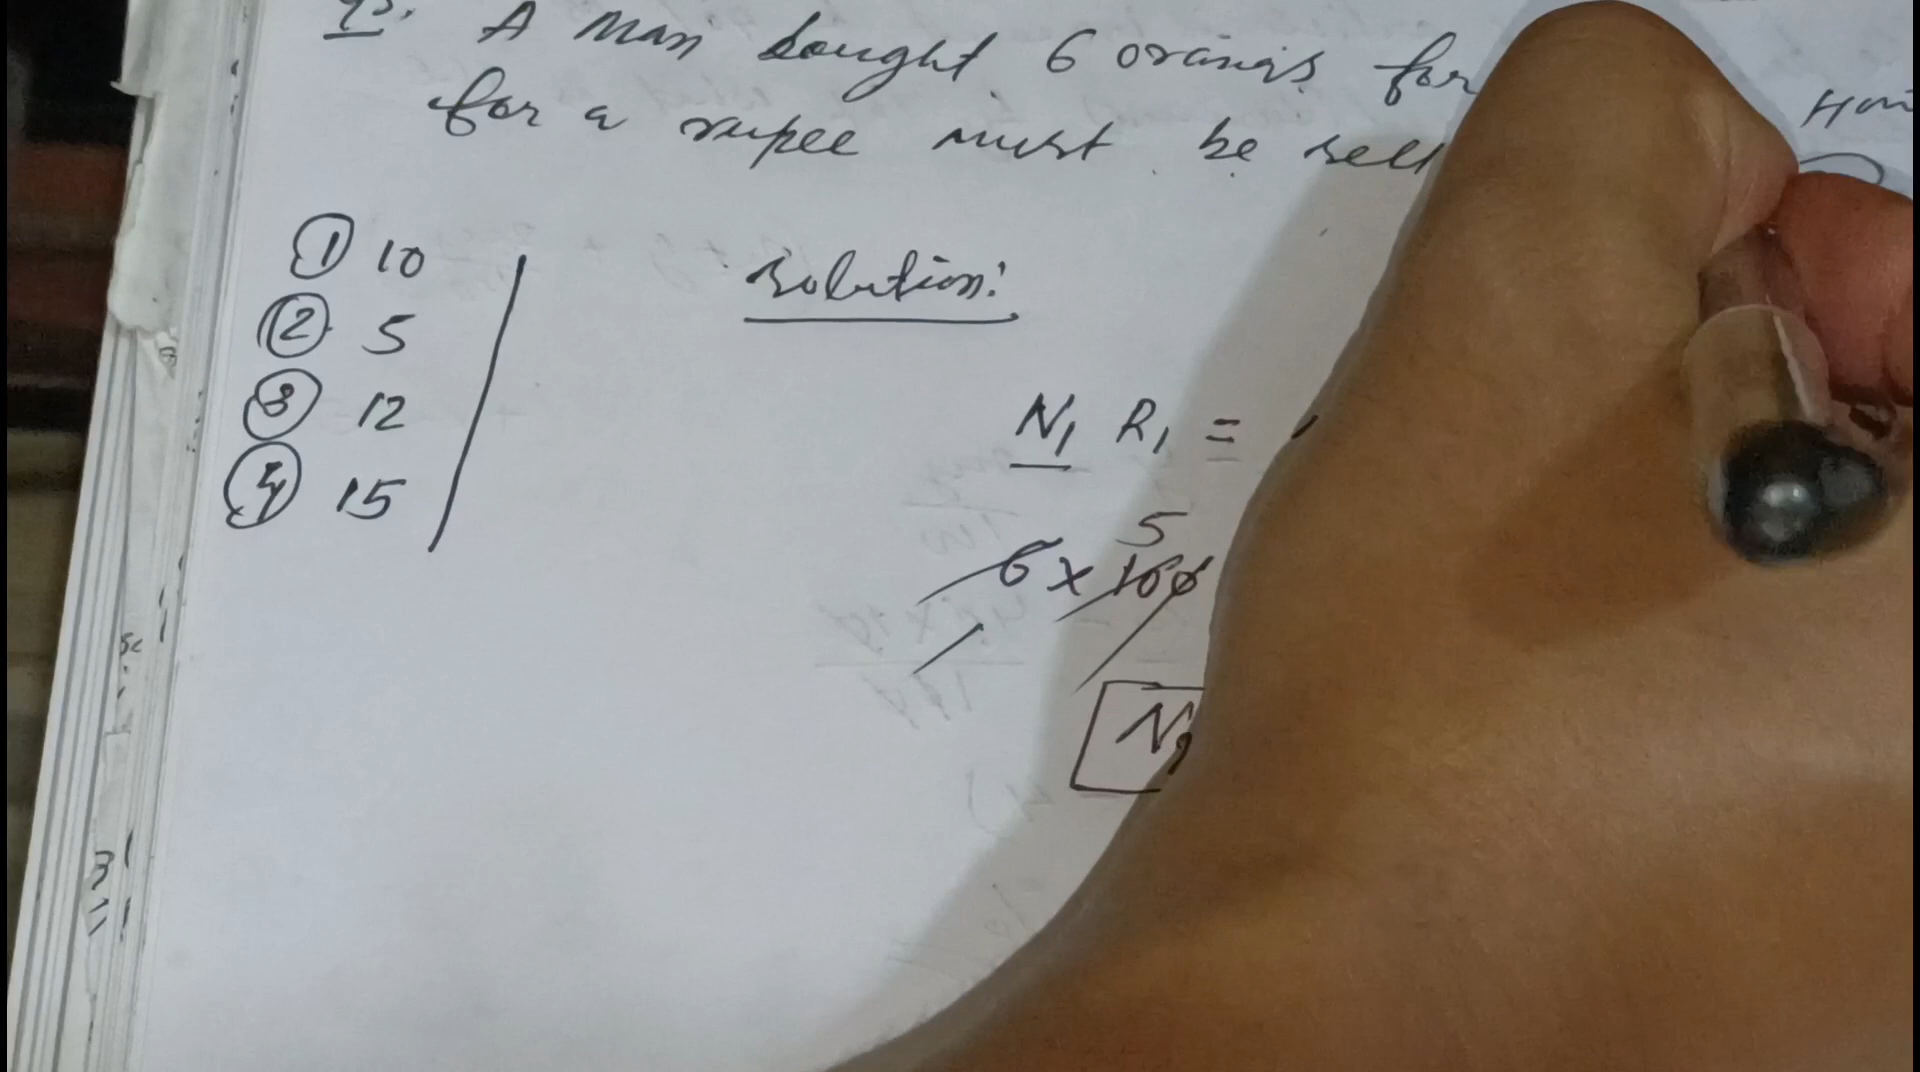 A Man bought 6 oranges for
for a rupee must be sell
① 10
② 5
③ 12
④ 15
solution:
N₁ R₁ =
5
6 x 100
N₂